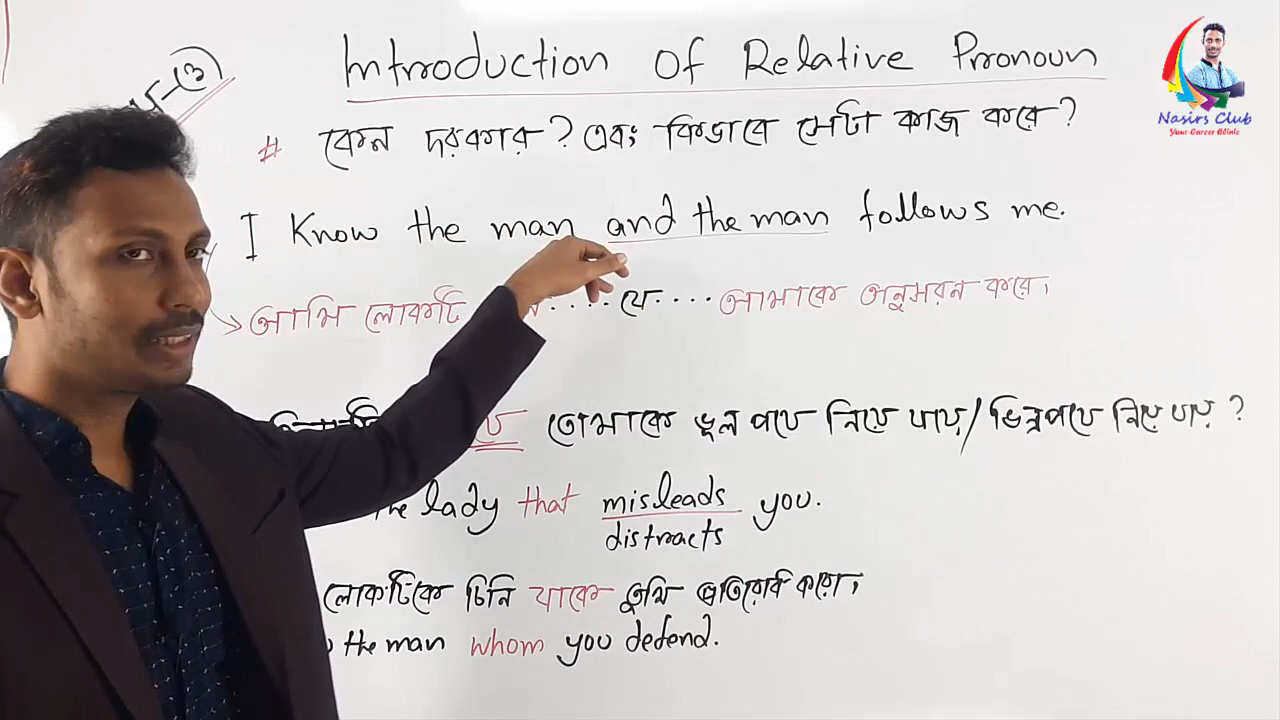 Introduction Of Relative Pronoun
# কেন দরকার? এবং কিভাবে সেটা কাজ করে?
I Know the man and the man follows me.
আমি লোকটি ....যে.... আমাকে অনুসরন করে।
যে তোমাকে ভুল পথে নিয়ে যায়/ভিন্নপথে নিয়ে যায়?
the lady that misleads you.
distracts
লোকটিকে চিনি যাকে তুমি প্রতিরোধ করো।
the man whom you defend.
Nasirs Club
Your Career Clinic